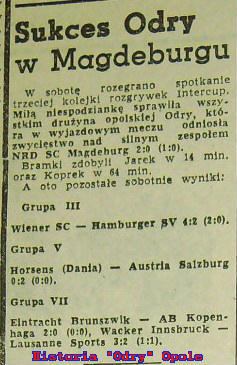 Sukces Odry
w Magdeburgu
W sobotę rozegrano spotkanie
trzeciej kolejki rozgrywek Intercup.
Miłą niespodziankę sprawiła wszy-
stkim drużyna opolskiej Odry, któ-
ra w wyjazdowym meczu odniosła
zwycięstwo nad silnym zespołem
NRD SC Magdeburg 2:0 (1:0).
Bramki zdobyli Jarek w 14 min.
oraz Koprek w 64 min.
A oto pozostałe sobotnie wyniki:
Grupa III
Wiener SC — Hamburger SV 4:2 (2:0).
Grupa V
Horsens (Dania) — Austria Salzburg
0:2 (0:0).
Grupa VII
Eintracht Brunszwik — AB Kopen-
haga 2:0 (0:0), Wacker Innsbruck —
Lausanne Sports 3:2 (1:1).
Historia "Odry" Opole